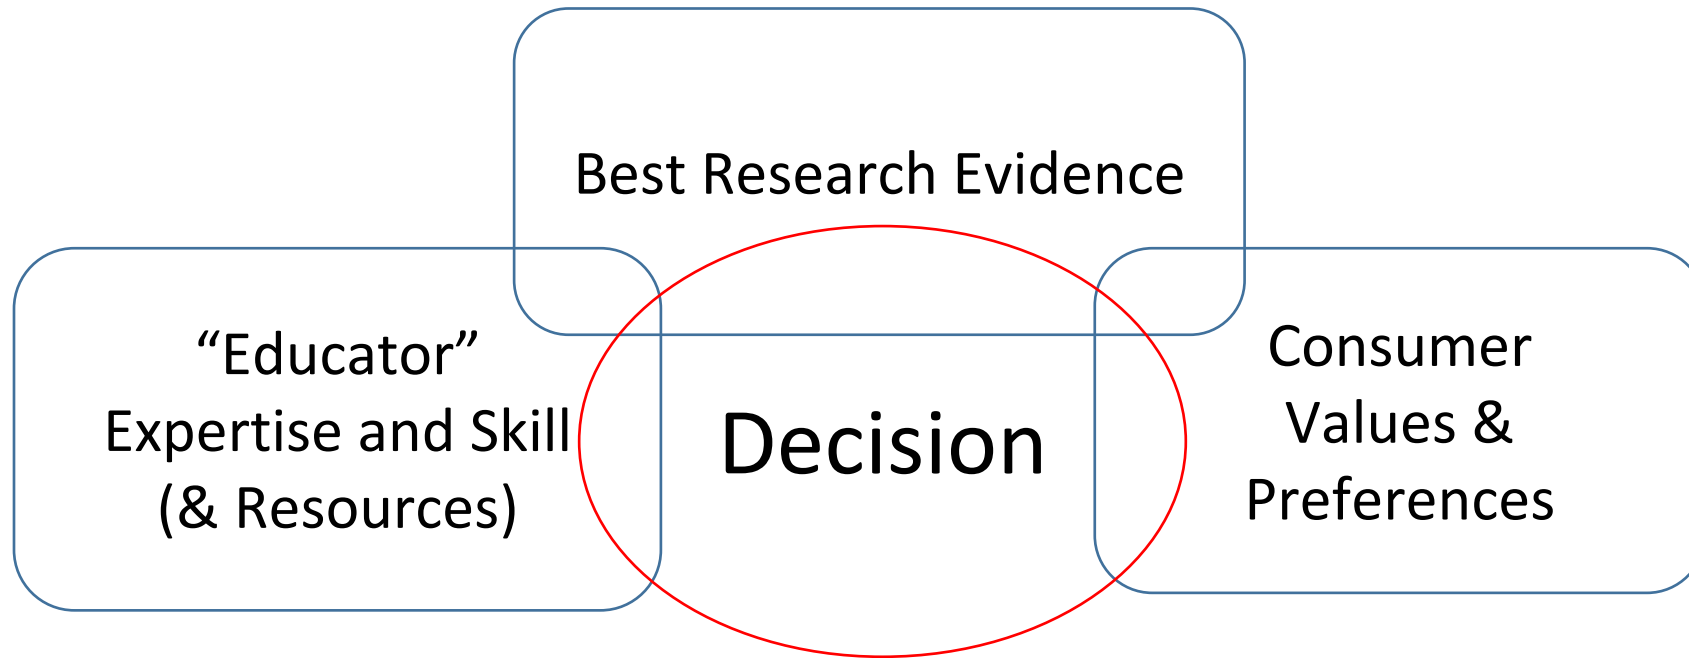 Best Research Evidence
“Educator”
Expertise and Skill
(& Resources)
Decision
Consumer
Values &
Preferences